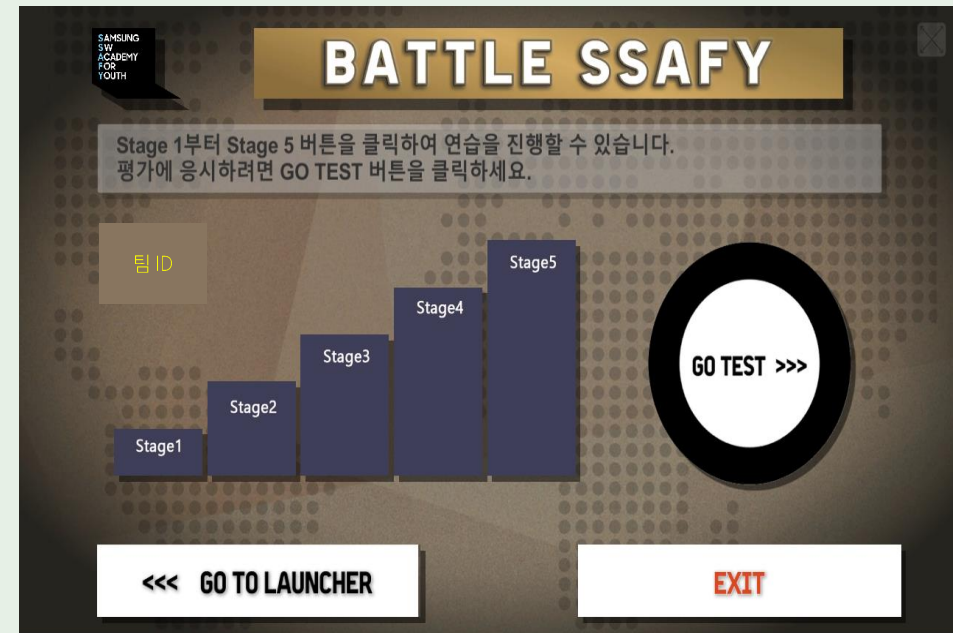 SAMSUNG
SW
ACADEMY
FOR
YOUTH
BATTLE SSAFY
Stage 1부터 Stage 5 버튼을 클릭하여 연습을 진행할 수 있습니다.
평가에 응시하려면 GO TEST 버튼을 클릭하세요.
팀 ID
Stage5
Stage4
Stage3
Stage2
Stage1
GO TEST >>>
<<< GO TO LAUNCHER
EXIT